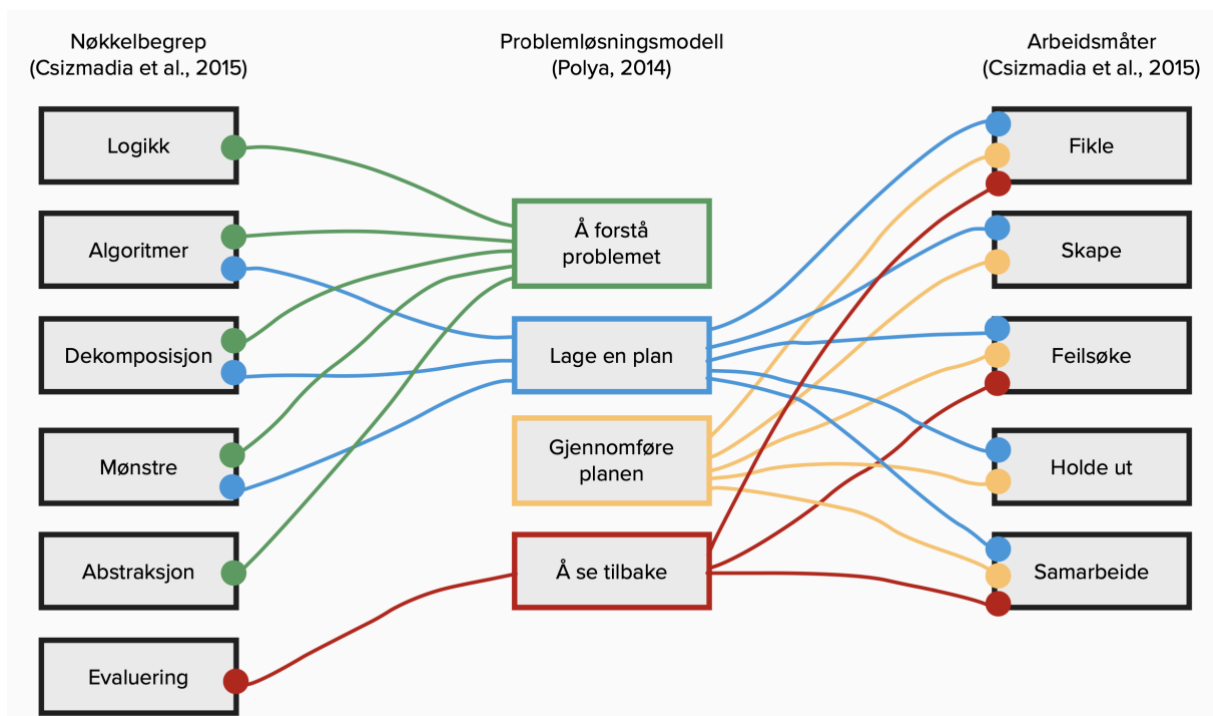 Nøkkelbegrep
(Csizmadia et al., 2015)
Logikk
Algoritmer
Dekomposisjon
Mønstre
Abstraksjon
Evaluering
Problemløsningsmodell
(Polya, 2014)
Å forstå
problemet
Lage en plan
Gjennomføre
planen
Å se tilbake
Arbeidsmåter
(Csizmadia et al., 2015)
Fikle
Skape
Feilsøke
Holde ut
Samarbeide